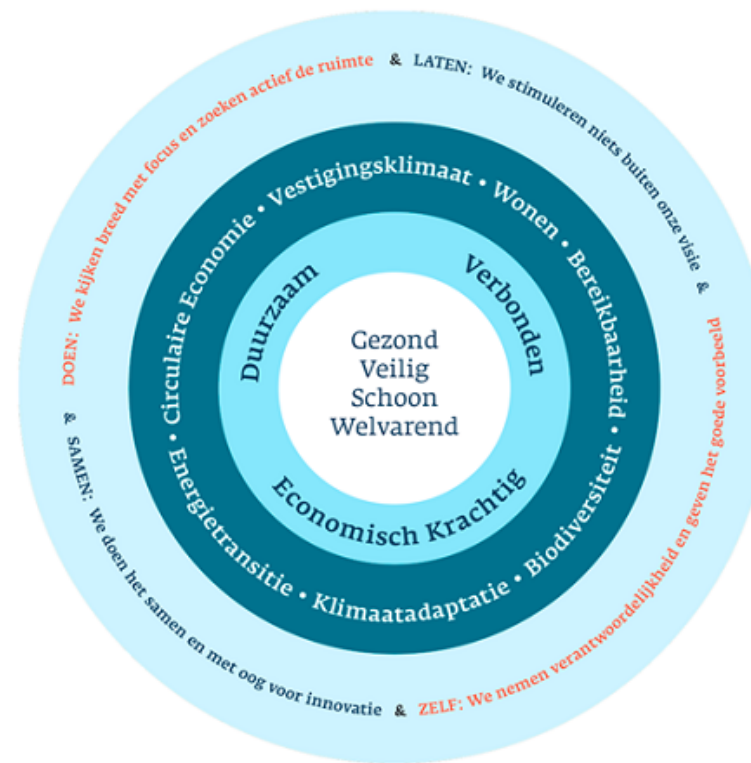 DOEN: We kijken breed met focus en zoeken actief de ruimte
&
LATEN: We stimuleren niets buiten onze visie
&
ZELF: We nemen verantwoordelijkheid en geven het goede voorbeeld
&
SAMEN: We doen het samen en met oog voor innovatie
&
Circulaire Economie • Vestigingsklimaat • Wonen • Bereikbaarheid • Biodiversiteit • Klimaatadaptatie • Energietransitie •
Duurzaam
Verbonden
Economisch Krachtig
Gezond
Veilig
Schoon
Welvarend